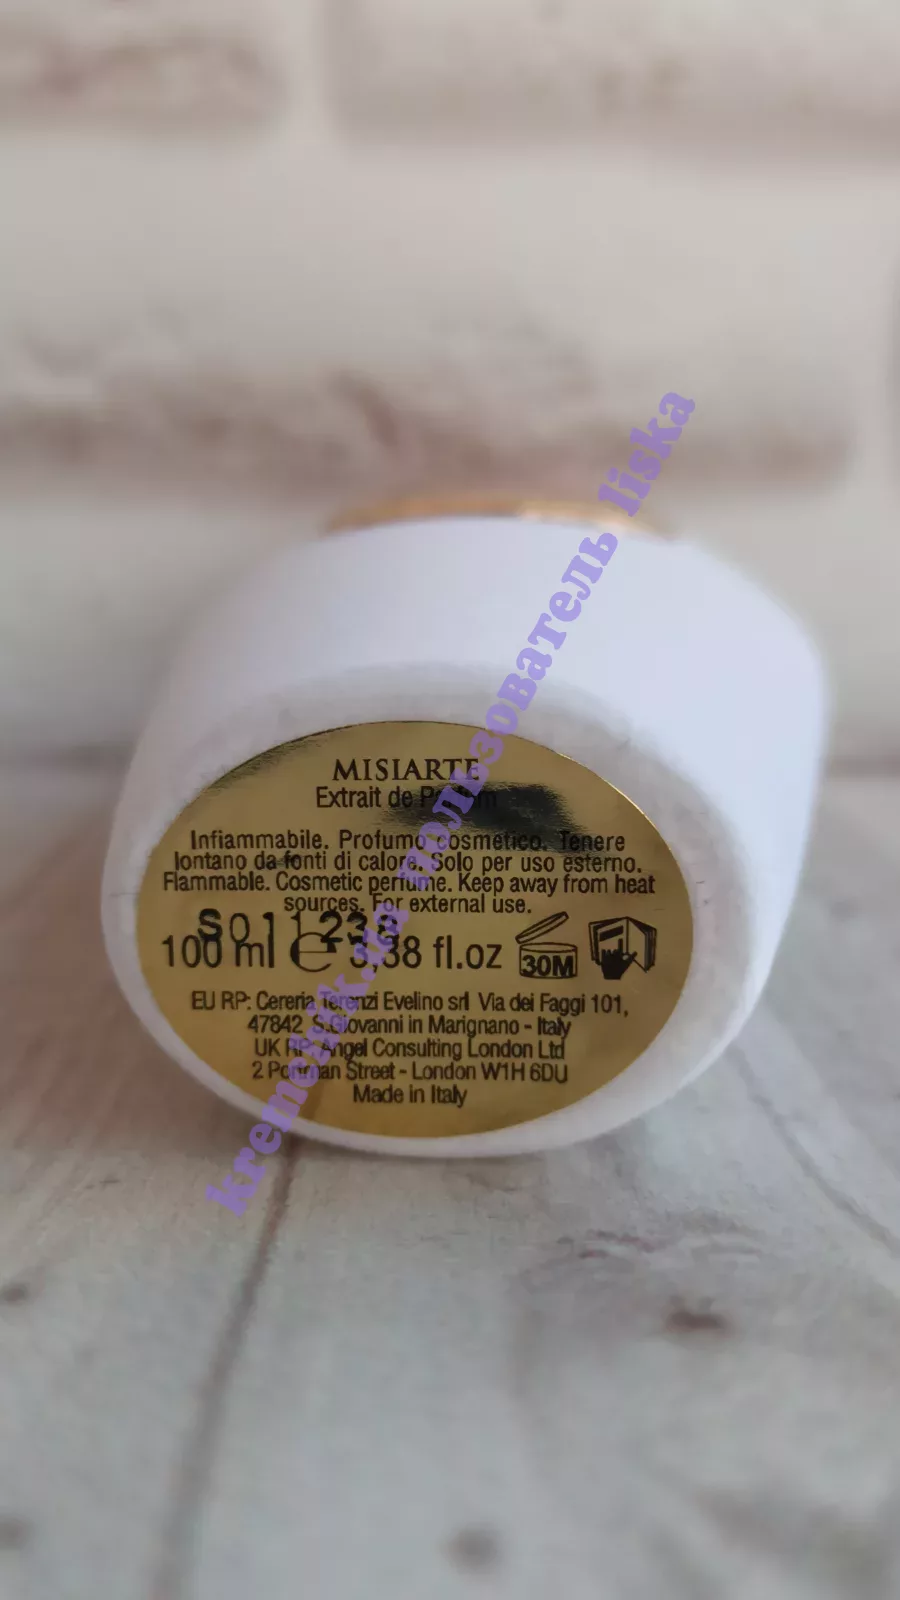 MISIARTE
Extrait de Parfum
Infiammabile. Profumo cosmetico. Tenere
lontano da fonti di calore. Solo per uso esterno.
Flammable. Cosmetic perfume. Keep away from heat
sources. For external use.
S011238
100 ml ℮ 3,38 fl.oz 30M
EU RP: Cereria Terenzi Evelino srl Via dei Faggi 101,
47842 S.Giovanni in Marignano - Italy
UK RP: Angel Consulting London Ltd
2 Portman Street - London W1H 6DU
Made in Italy
kremenik.ua пользователь liska